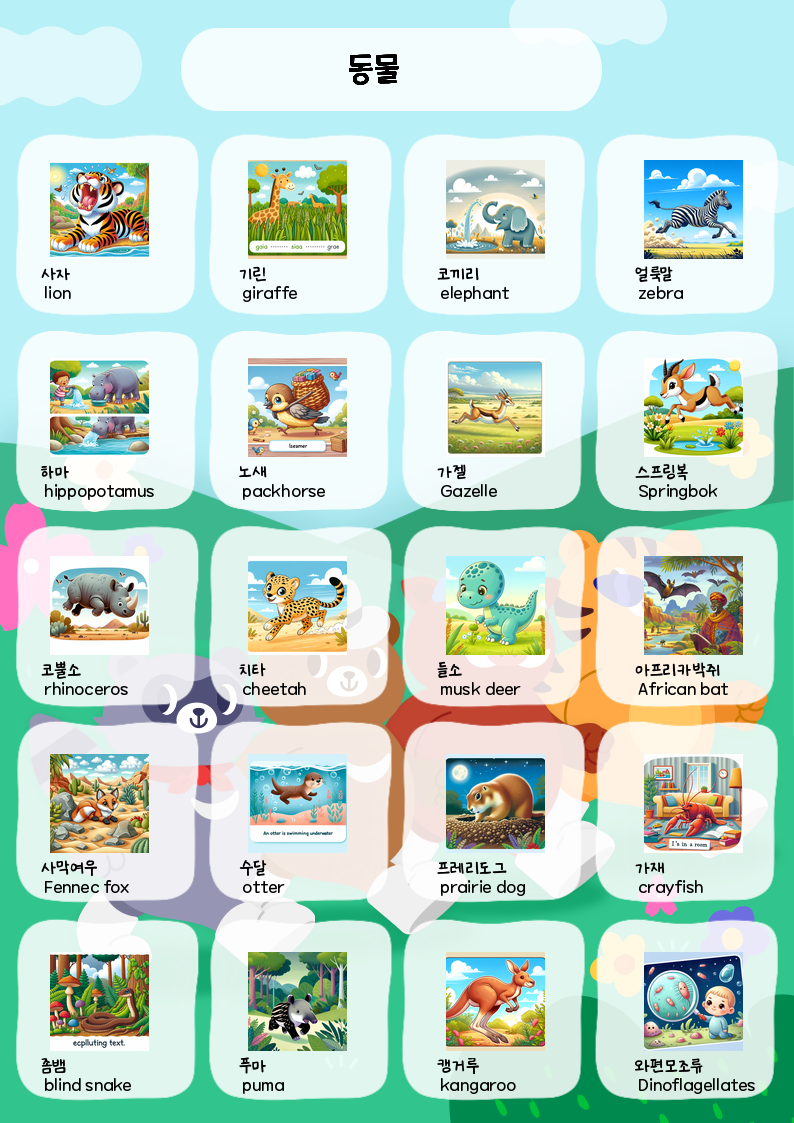 동물
사자
lion
gaia siaa grae
기린
giraffe
코끼리
elephant
얼룩말
zebra
하마
hippopotamus
노새
packhorse
가젤
Gazelle
스프링복
Springbok
코뿔소
rhinoceros
치타
cheetah
들소
musk deer
아프리카박쥐
African bat
사막여우
Fennec fox
An otter is swimming underwater
수달
otter
프레리도그
prairie dog
I's in a room
가재
crayfish
ecplluting text.
좀뱀
blind snake
푸마
puma
캥거루
kangaroo
와편모조류
Dinoflagellates